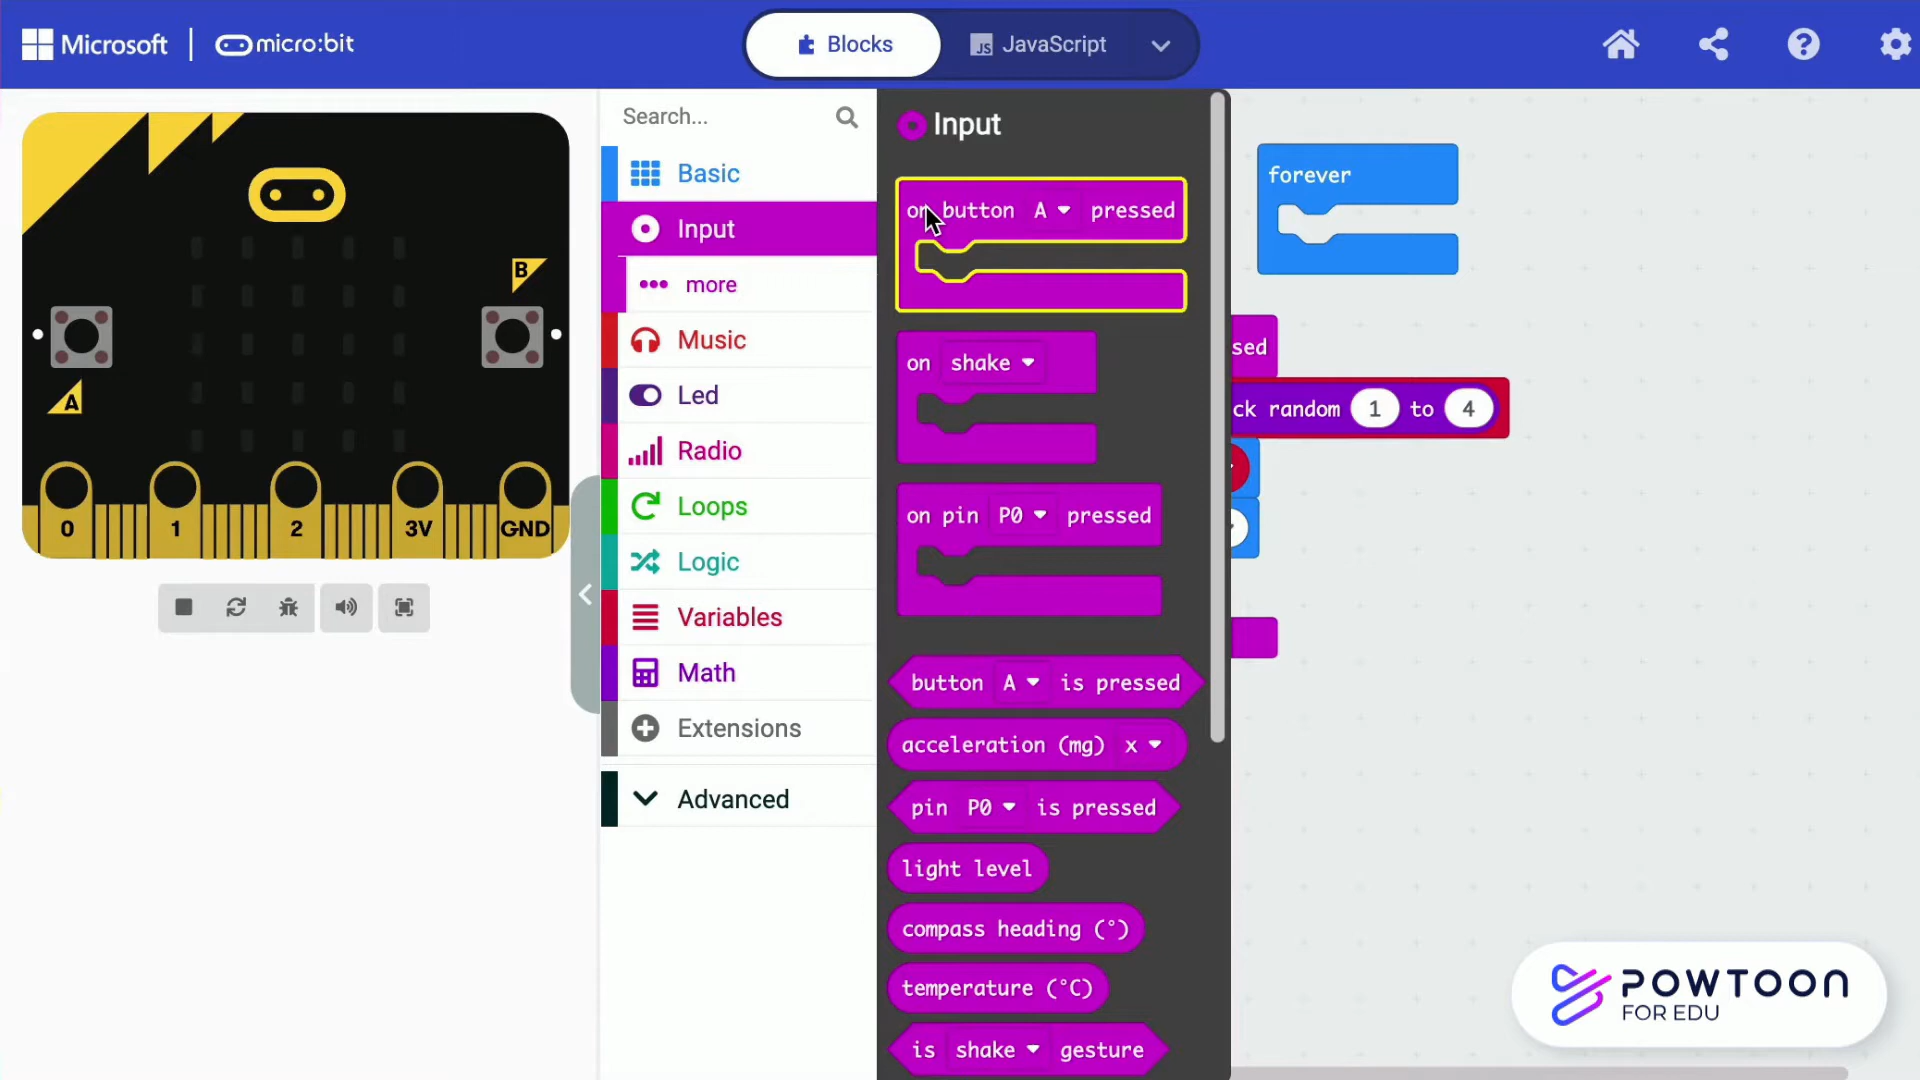 Microsoft
micro:bit
Blocks
JavaScript
JS
Search...
Basic
Input
more
Music
Led
Radio
Loops
Logic
Variables
Math
Extensions
Advanced
Input
on button A pressed
on shake
on pin P0 pressed
button A is pressed
acceleration (mg) x
pin P0 is pressed
light level
compass heading (°)
temperature (°C)
is shake gesture
forever
sed
ck random 1 to 4
A
B
0
1
2
3V
GND
POWTOON
FOR EDU